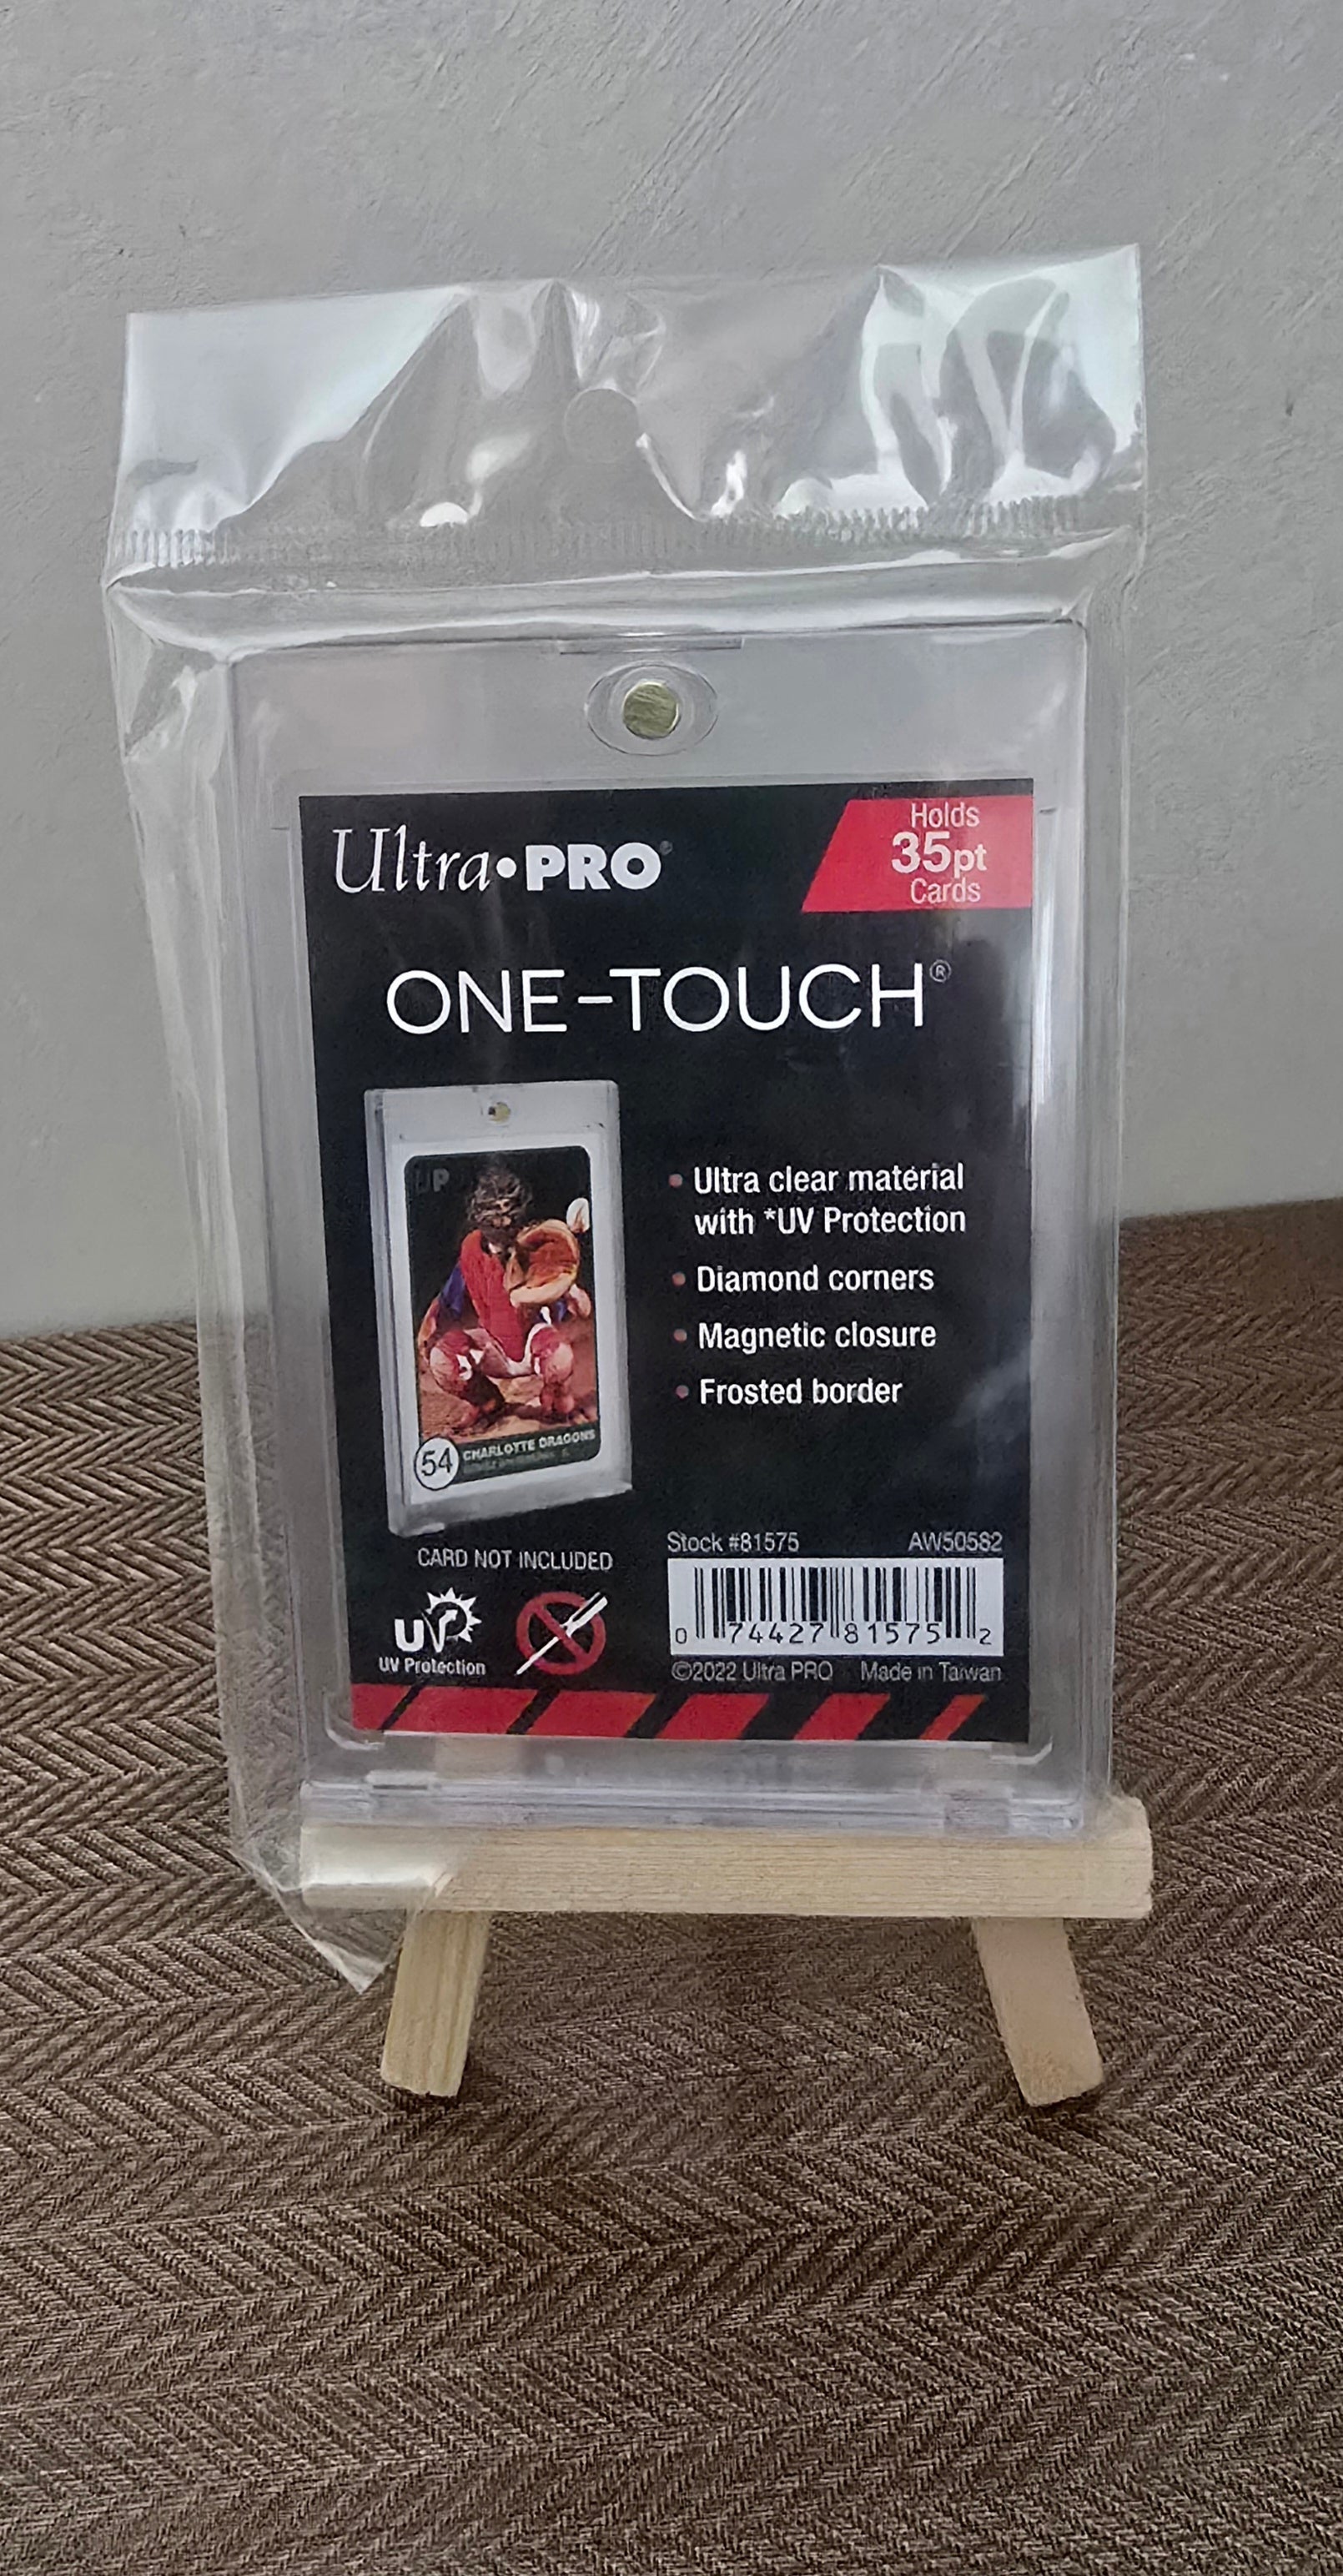 Ultra•PRO®
Holds
35pt
Cards
ONE-TOUCH®
UP
54
CHARLOTTE DRAGONS
• Ultra clear material
with *UV Protection
• Diamond corners
• Magnetic closure
• Frosted border
CARD NOT INCLUDED
UV
UV Protection
Stock #81575 AW50582
0 74427 81575 2
©2022 Ultra PRO Made in Taiwan